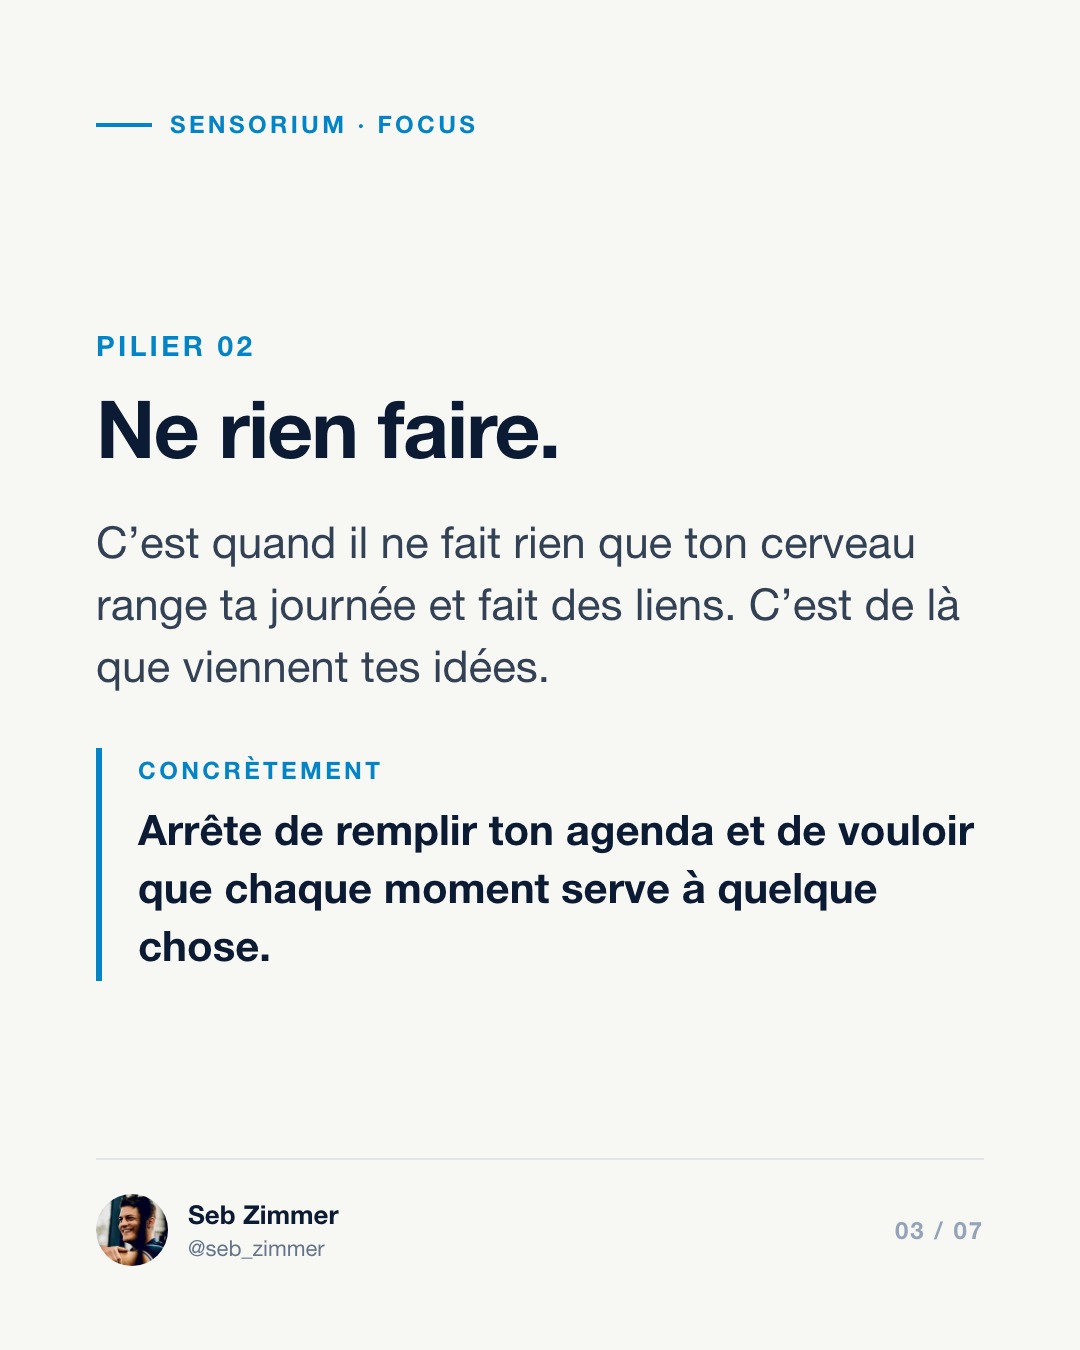 SENSORIUM · FOCUS
PILIER 02
Ne rien faire.
C’est quand il ne fait rien que ton cerveau
range ta journée et fait des liens. C’est de là
que viennent tes idées.
CONCRÈTEMENT
Arrête de remplir ton agenda et de vouloir
que chaque moment serve à quelque
chose.
Seb Zimmer
@seb_zimmer
03 / 07